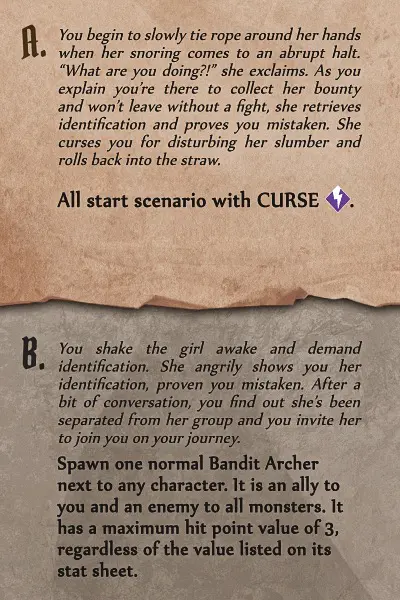 A.
You begin to slowly tie rope around her hands
when her snoring comes to an abrupt halt.
"What are you doing?!" she exclaims. As you
explain you're there to collect her bounty
and won't leave without a fight, she retrieves
identification and proves you mistaken. She
curses you for disturbing her slumber and
rolls back into the straw.
All start scenario with CURSE .
B.
You shake the girl awake and demand
identification. She angrily shows you her
identification, proven you mistaken. After a
bit of conversation, you find out she's been
separated from her group and you invite her
to join you on your journey.
Spawn one normal Bandit Archer
next to any character. It is an ally to
you and an enemy to all monsters. It
has a maximum hit point value of 3,
regardless of the value listed on its
stat sheet.